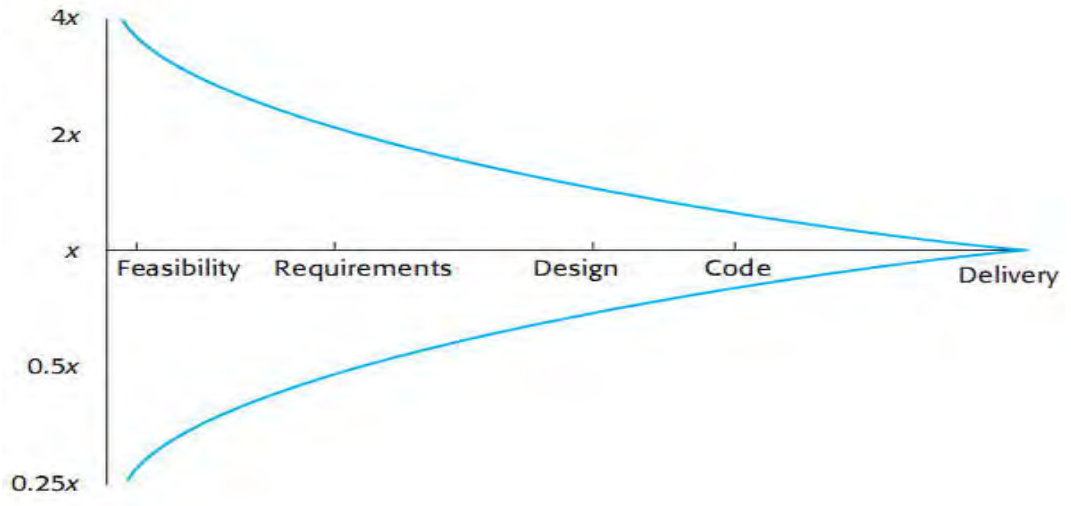 4x
2x
x
Feasibility Requirements Design Code Delivery
0.5x
0.25x